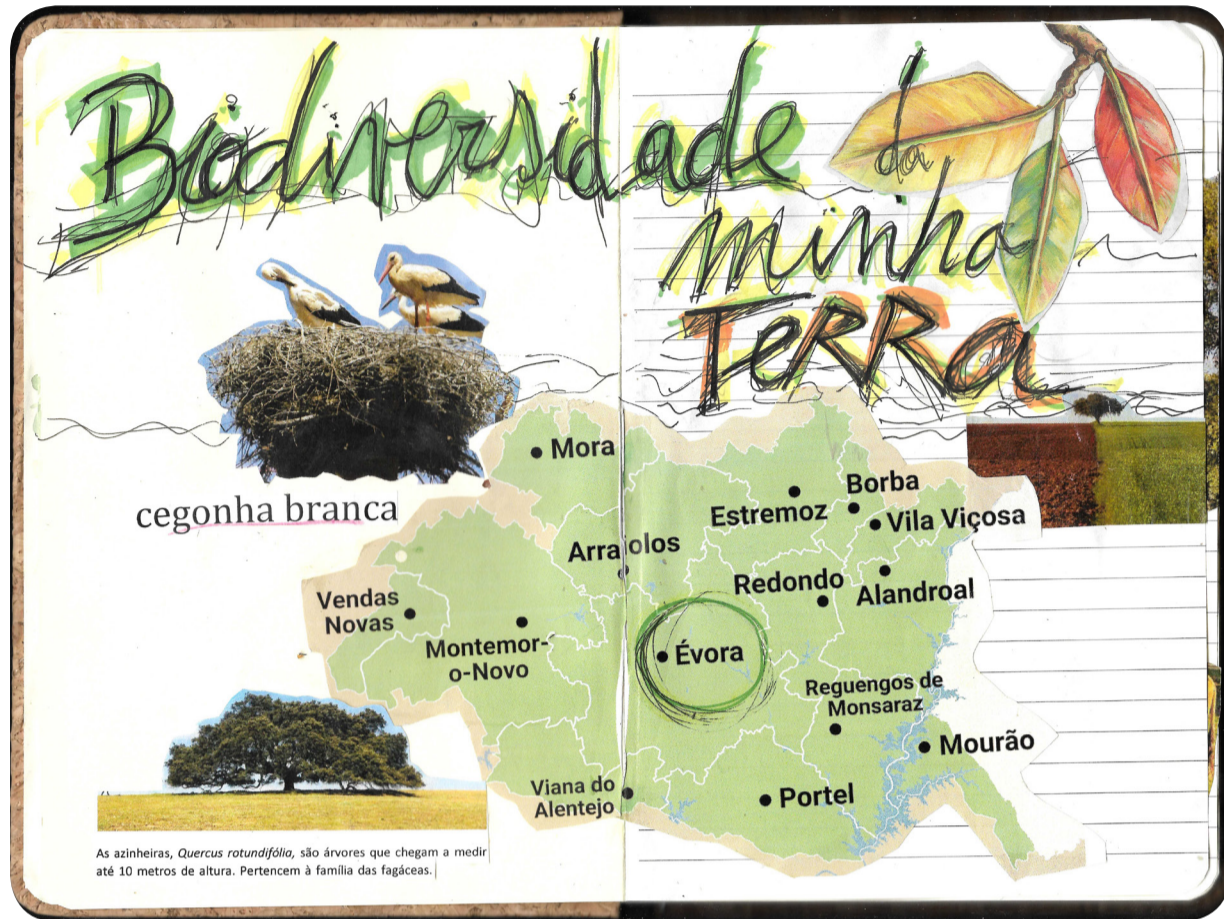 Biodiversidade da
minha
TeRRa
cegonha branca
Mora
Borba
Estremoz
Vila Viçosa
Arraiolos
Redondo
Alandroal
Vendas
Novas
Montemor-
o-Novo
Évora
Reguengos de
Monsaraz
Mourão
Viana do
Alentejo
Portel
As azinheiras, Quercus rotundifólia, são árvores que chegam a medir
até 10 metros de altura. Pertencem à família das fagáceas.